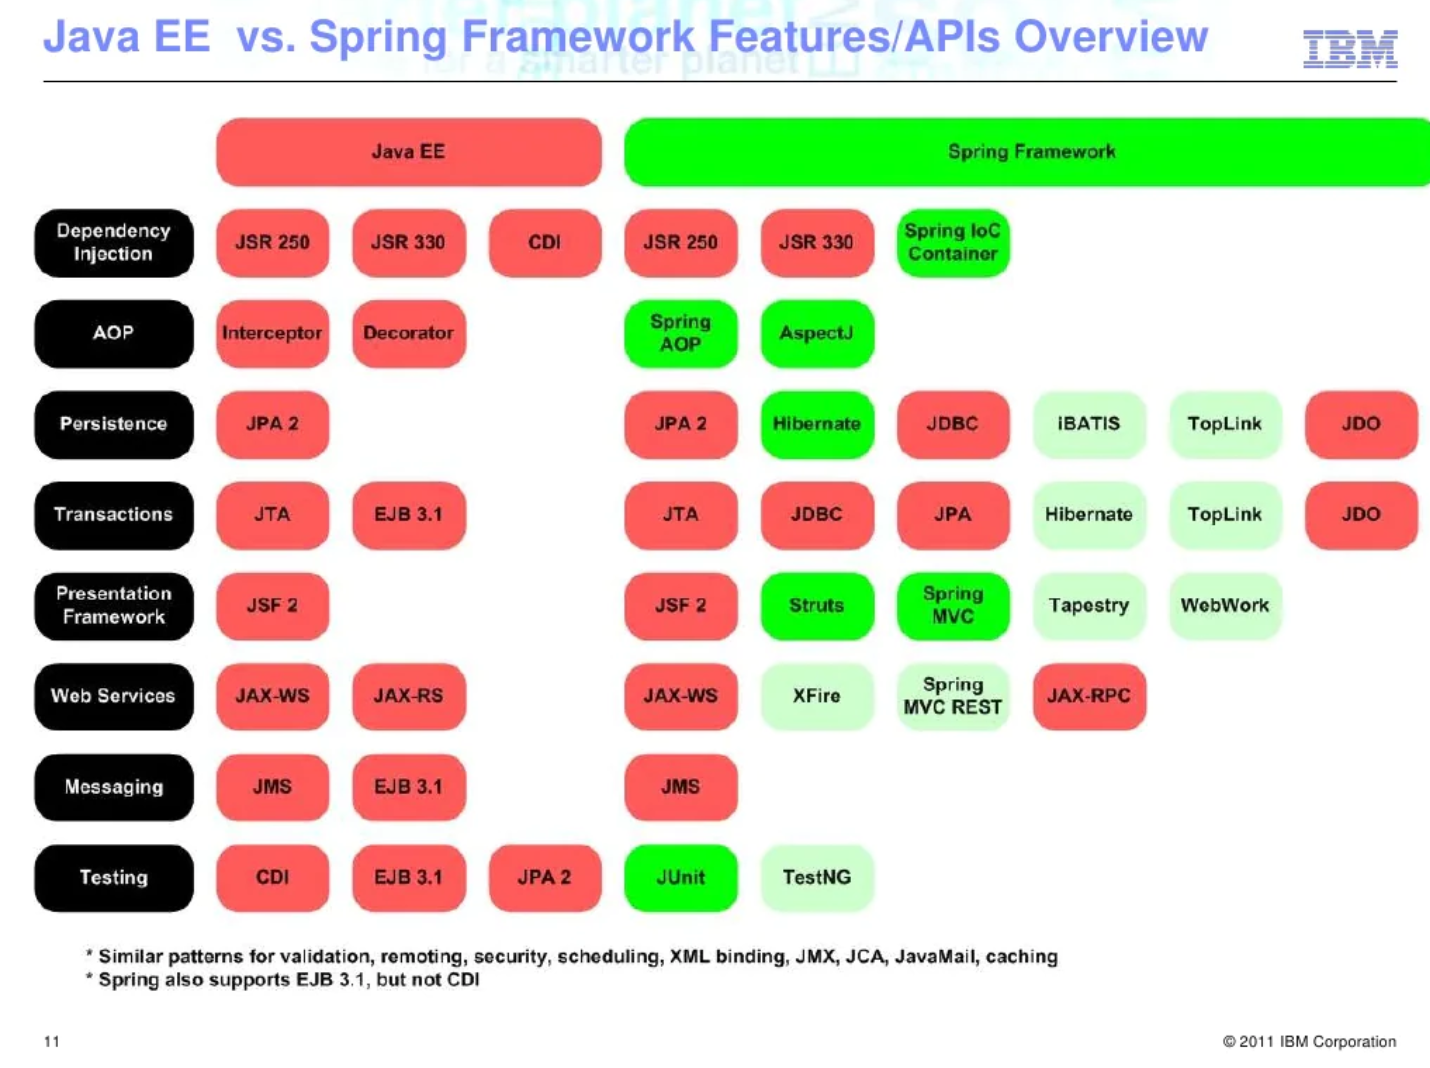 Java EE  vs. Spring Framework Features/APIs Overview
IBM
for a smarter planet
Java EE
Spring Framework
Dependency
Injection
JSR 250
JSR 330
CDI
JSR 250
JSR 330
Spring IoC
Container
AOP
Interceptor
Decorator
Spring
AOP
AspectJ
Persistence
JPA 2
JPA 2
Hibernate
JDBC
iBATIS
TopLink
JDO
Transactions
JTA
EJB 3.1
JTA
JDBC
JPA
Hibernate
TopLink
JDO
Presentation
Framework
JSF 2
JSF 2
Struts
Spring
MVC
Tapestry
WebWork
Web Services
JAX-WS
JAX-RS
JAX-WS
XFire
Spring
MVC REST
JAX-RPC
Messaging
JMS
EJB 3.1
JMS
Testing
CDI
EJB 3.1
JPA 2
JUnit
TestNG
* Similar patterns for validation, remoting, security, scheduling, XML binding, JMX, JCA, JavaMail, caching
* Spring also supports EJB 3.1, but not CDI
11
© 2011 IBM Corporation